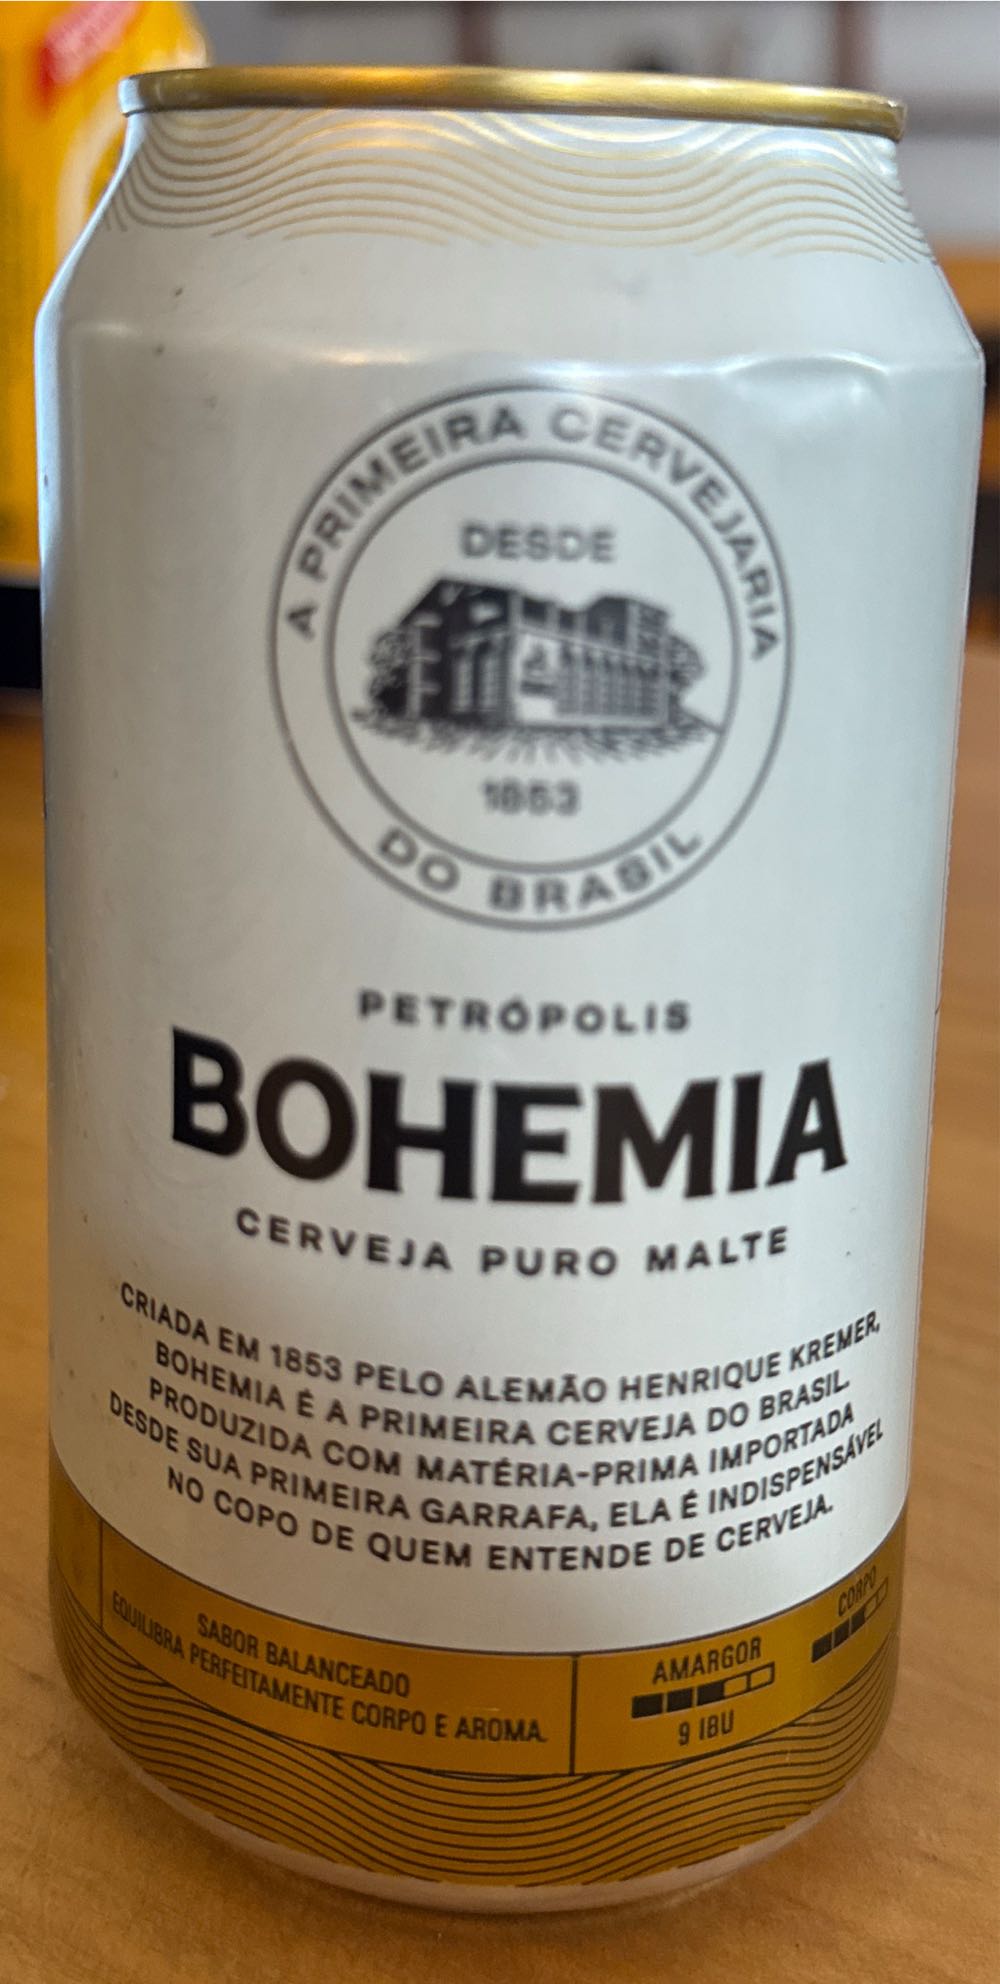 A PRIMEIRA CERVEJARIA
DESDE
1853
DO BRASIL
PETRÓPOLIS
BOHEMIA
CERVEJA PURO MALTE
CRIADA EM 1853 PELO ALEMÃO HENRIQUE KREMER,
BOHEMIA É A PRIMEIRA CERVEJA DO BRASIL.
PRODUZIDA COM MATÉRIA-PRIMA IMPORTADA
DESDE SUA PRIMEIRA GARRAFA, ELA É INDISPENSÁVEL
NO COPO DE QUEM ENTENDE DE CERVEJA.
SABOR BALANCEADO
EQUILIBRA PERFEITAMENTE CORPO E AROMA.
AMARGOR
9 IBU
CORPO